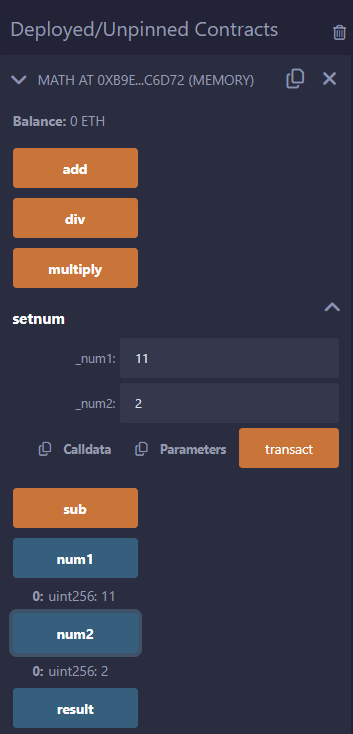 Deployed/Unpinned Contracts
MATH AT 0XB9E...C6D72 (MEMORY)
Balance: 0 ETH
add
div
multiply
setnum
_num1: 11
_num2: 2
Calldata Parameters transact
sub
num1
0: uint256: 11
num2
0: uint256: 2
result